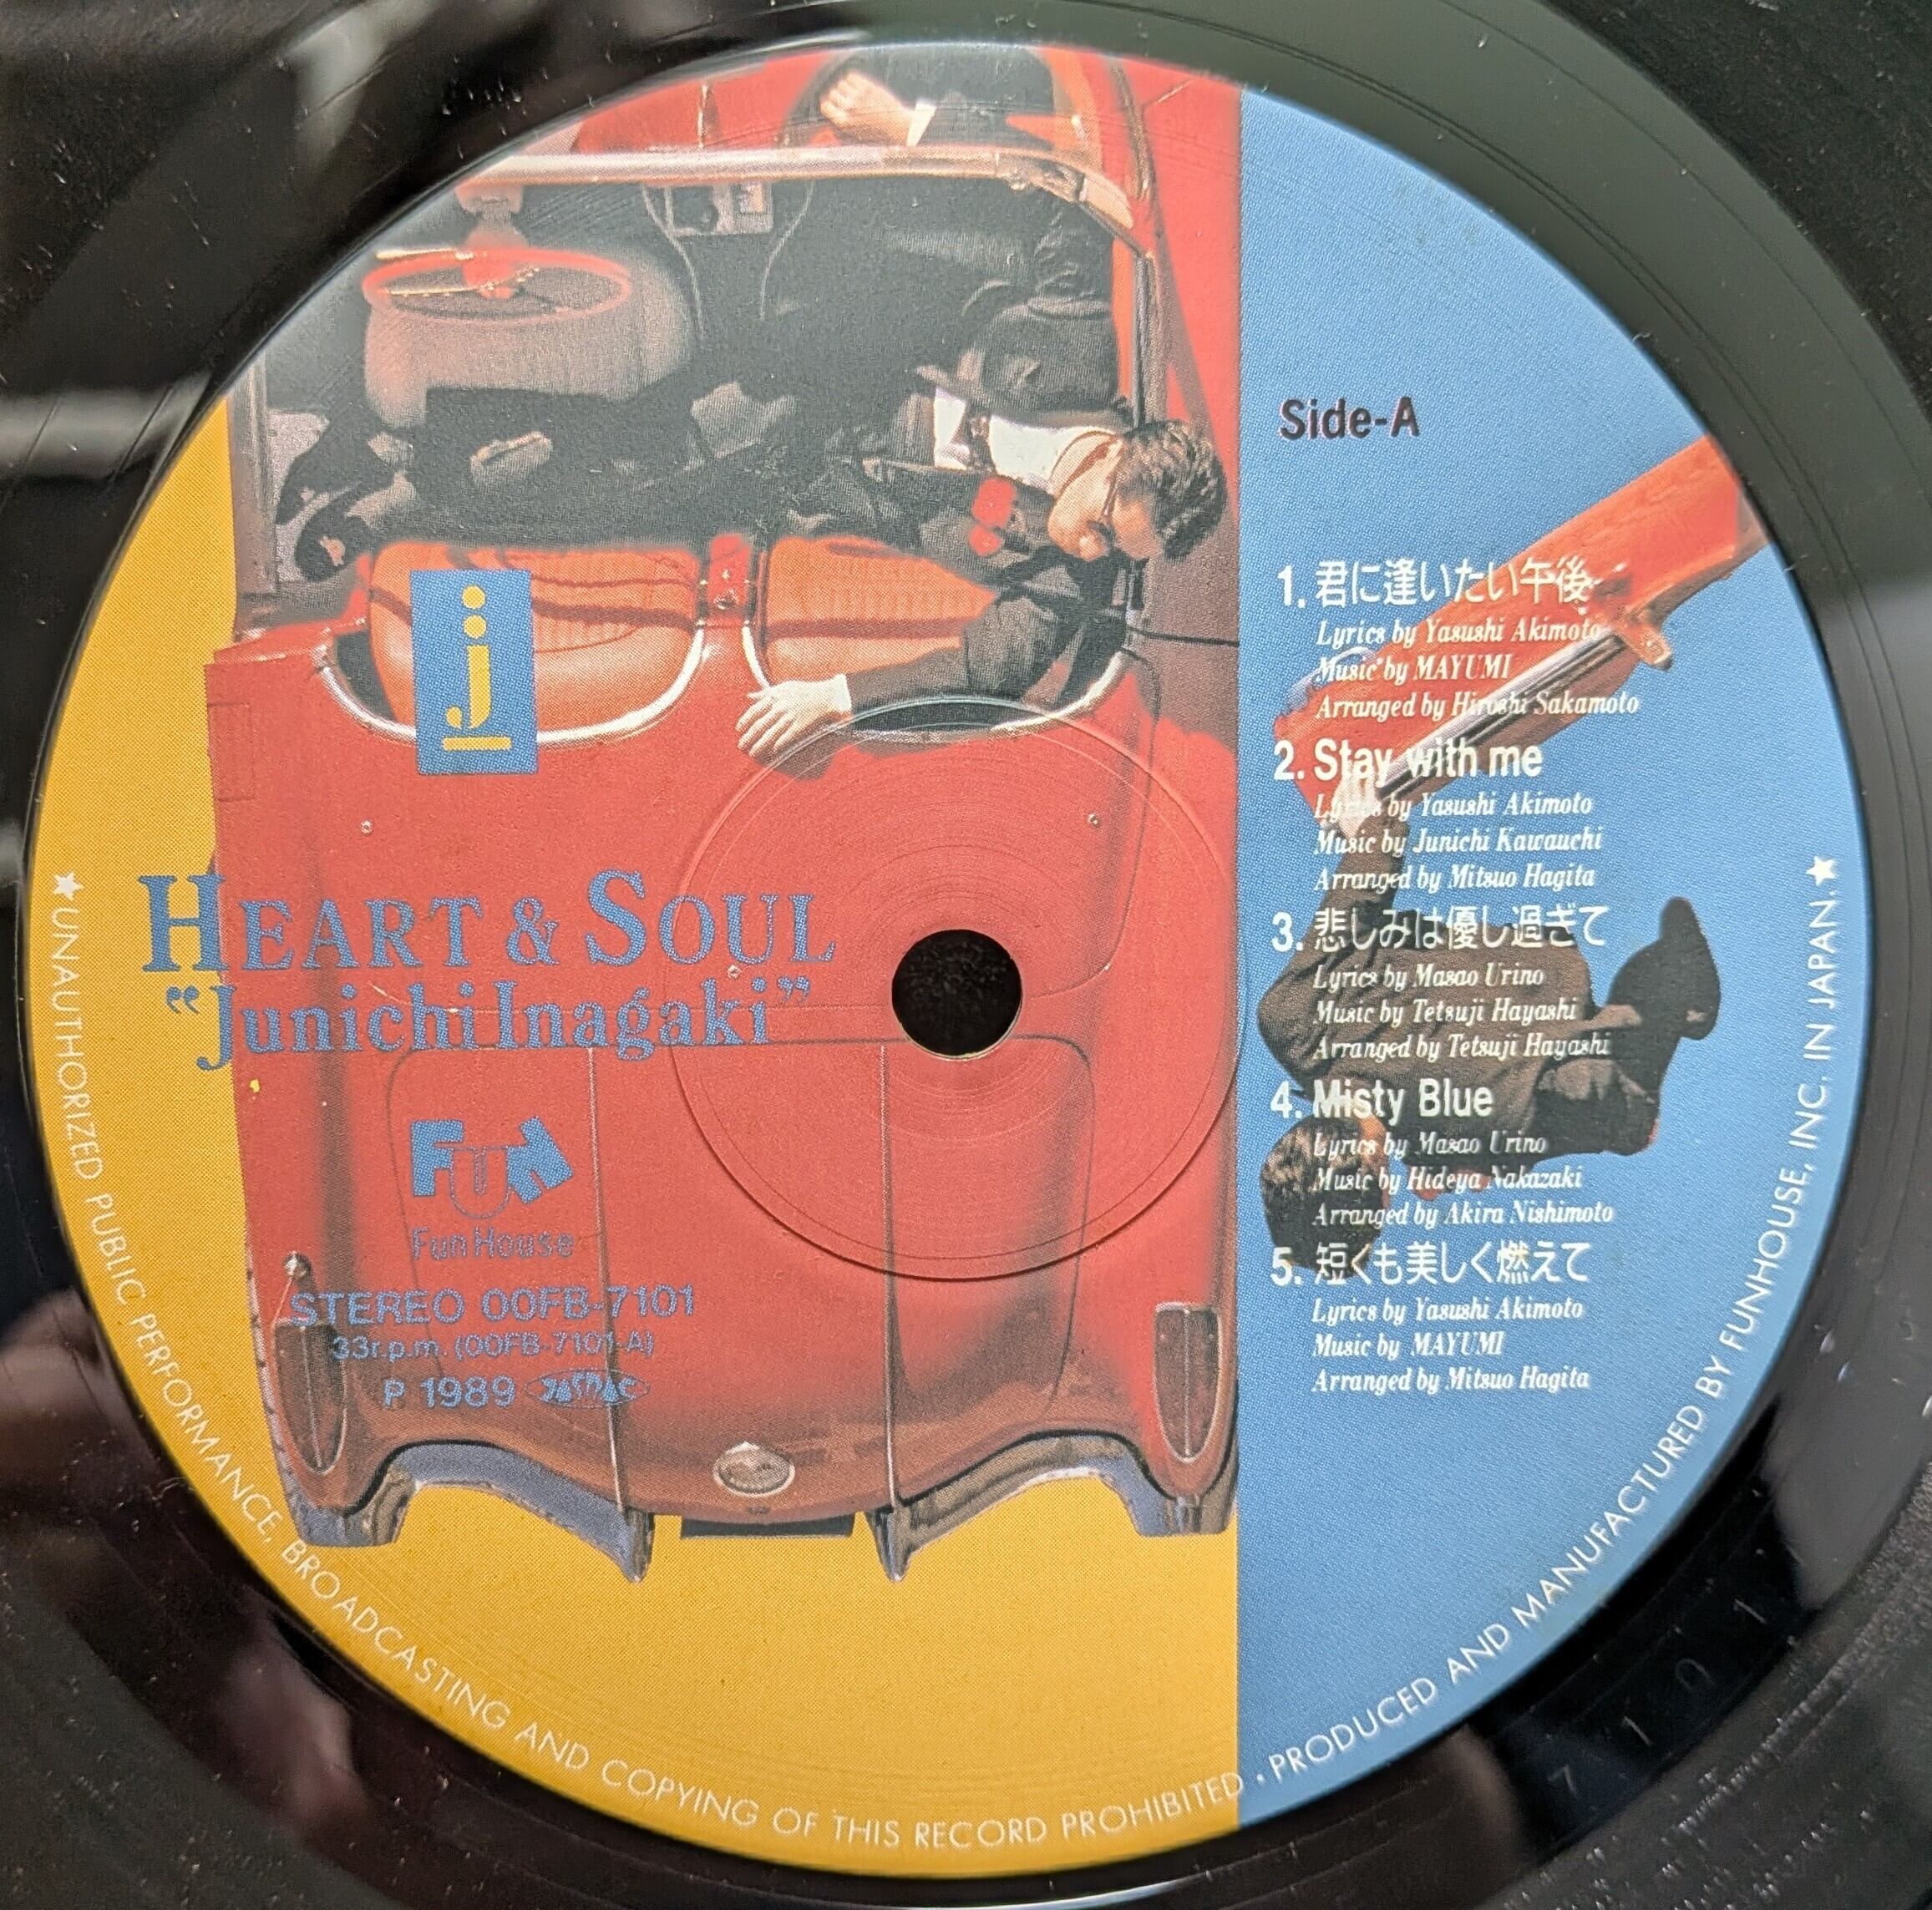 Side-A
1. 君に逢いたい午後
Lyrics by Yasushi Akimoto
Music by MAYUMI
Arranged by Hiroshi Sakamoto
2. Stay with me
Lyrics by Yasushi Akimoto
Music by Junichi Kawauchi
Arranged by Mitsuo Hagita
3. 悲しみは優し過ぎて
Lyrics by Masao Urino
Music by Tetsuji Hayashi
Arranged by Tetsuji Hayashi
4. Misty Blue
Lyrics by Masao Urino
Music by Hideya Nakazaki
Arranged by Akira Nishimoto
5. 短くも美しく燃えて
Lyrics by Yasushi Akimoto
Music by MAYUMI
Arranged by Mitsuo Hagita
j
HEART & SOUL
"Junichi Inagaki"
FUN
Fun House
STEREO 00FB-7101
33r.p.m. (00FB-7101-A)
P 1989 JASRAC
★UNAUTHORIZED PUBLIC PERFORMANCE, BROADCASTING AND COPYING OF THIS RECORD PROHIBITED • PRODUCED AND MANUFACTURED BY FUNHOUSE, INC. IN JAPAN.★
7 1 0 1